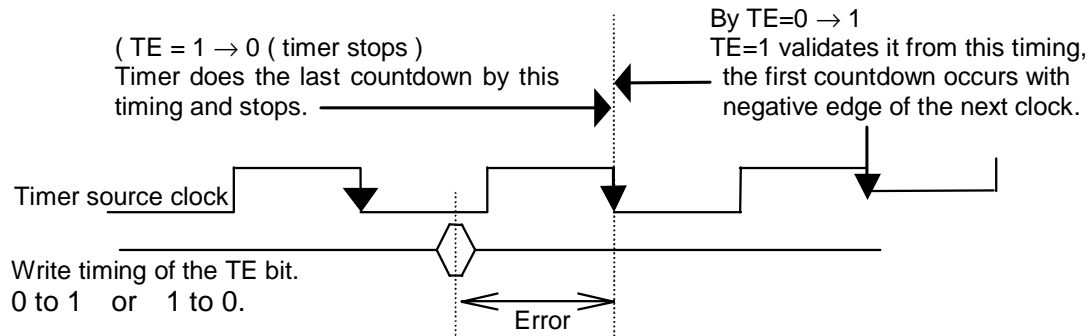 ( TE = 1 → 0 ( timer stops )
Timer does the last countdown by this
timing and stops.
By TE=0 → 1
TE=1 validates it from this timing,
the first countdown occurs with
negative edge of the next clock.
Timer source clock
Write timing of the TE bit.
0 to 1 or 1 to 0.
Error